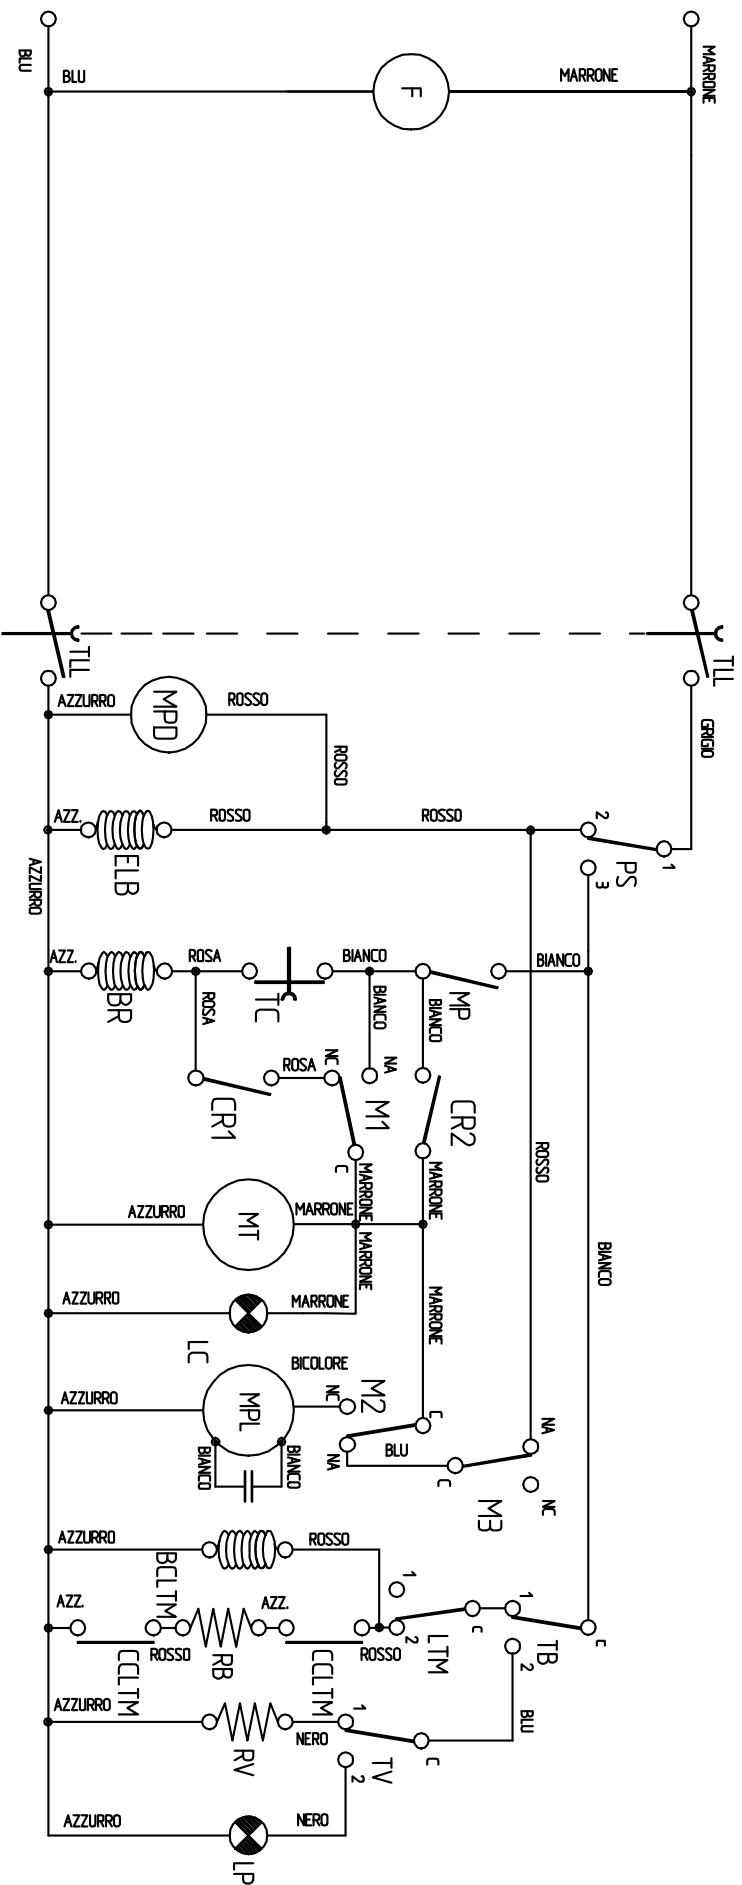 BLU
MARRONE
BLU
F
MARRONE
TLL
TLL
AZZURRO
MPD
ROSSO
ROSSO
GRIGIO
AZZ.
ELB
ROSSO
ROSSO
2
1
3
PS
AZZURRO
AZZ.
BR
ROSA
TC
BIANCO
MP
BIANCO
ROSA
BIANCO
BIANCO
CR1
ROSA
NC
NA
M1
C
CR2
ROSSO
BIANCO
MARRONE
MARRONE
AZZURRO
MT
MARRONE
MARRONE
MARRONE
AZZURRO
LC
MARRONE
AZZURRO
MPL
BICOLORE
NC
M2
C
NA
BLU
C
NA
NC
M3
BIANCO
BIANCO
AZZURRO
ROSSO
BCLTM
1
2
LTM
C
1
2
TB
C
AZZ.
CCLTM
ROSSO
RB
AZZ.
CCLTM
ROSSO
BLU
AZZURRO
RV
NERO
1
2
TV
C
AZZURRO
LP
NERO